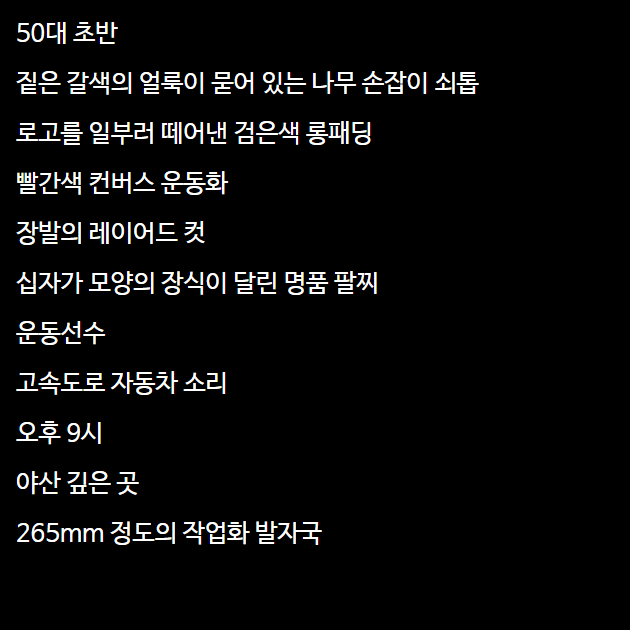 50대 초반
짙은 갈색의 얼룩이 묻어 있는 나무 손잡이 쇠톱
로고를 일부러 떼어낸 검은색 롱패딩
빨간색 컨버스 운동화
장발의 레이어드 컷
십자가 모양의 장식이 달린 명품 팔찌
운동선수
고속도로 자동차 소리
오후 9시
야산 깊은 곳
265mm 정도의 작업화 발자국